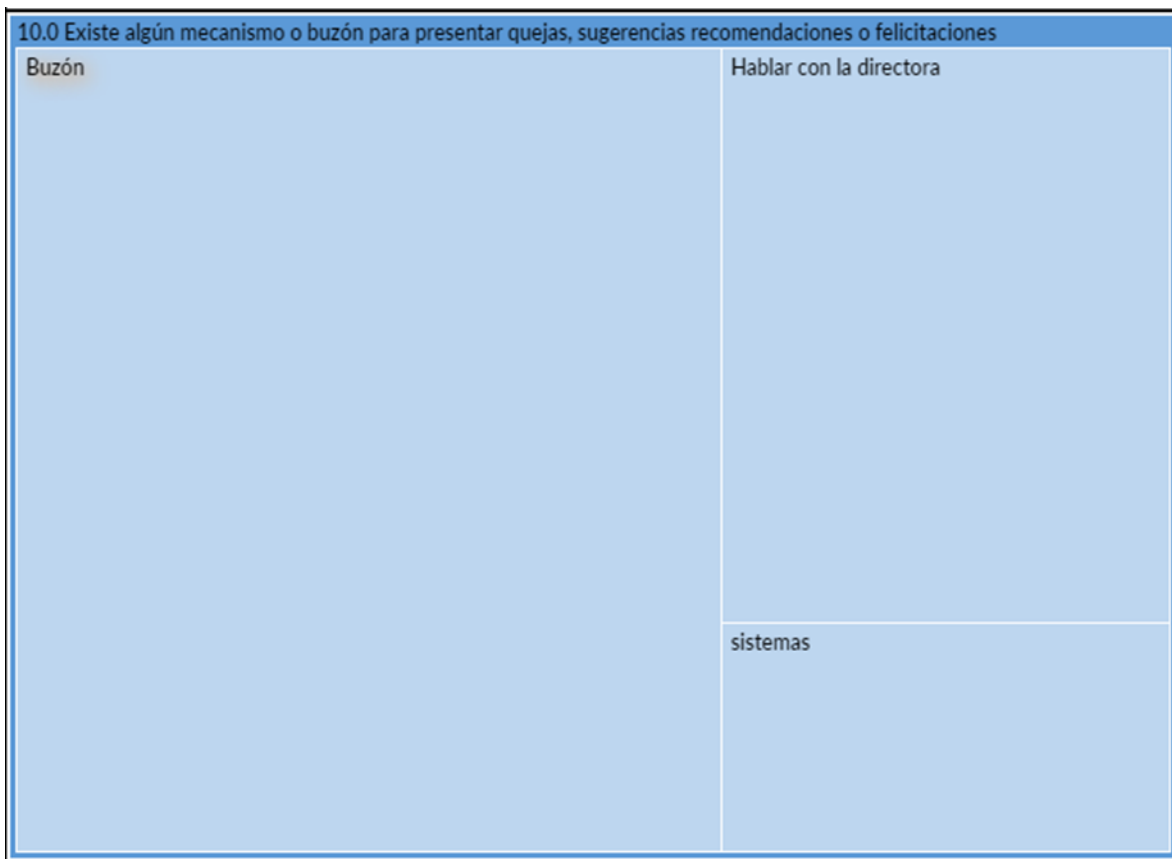 10.0 Existe algún mecanismo o buzón para presentar quejas, sugerencias recomendaciones o felicitaciones
Buzón
Hablar con la directora
sistemas